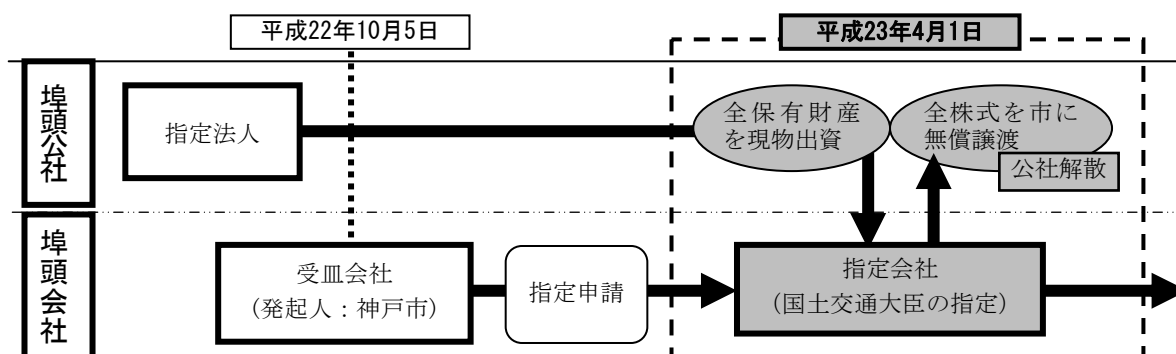 平成22年10月5日
平成23年4月1日
埠頭公社
指定法人
全保有財産
を現物出資
全株式を市に
無償譲渡
公社解散
埠頭会社
受皿会社
(発起人：神戸市)
指定申請
指定会社
(国土交通大臣の指定)